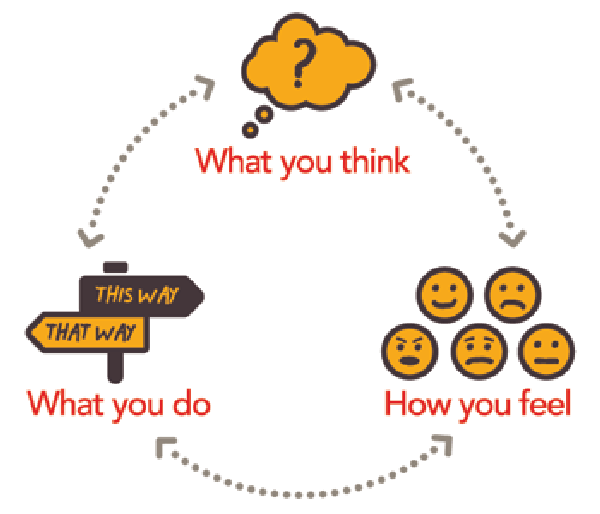 ?
What you think
THIS WAY
THAT WAY
What you do
How you feel